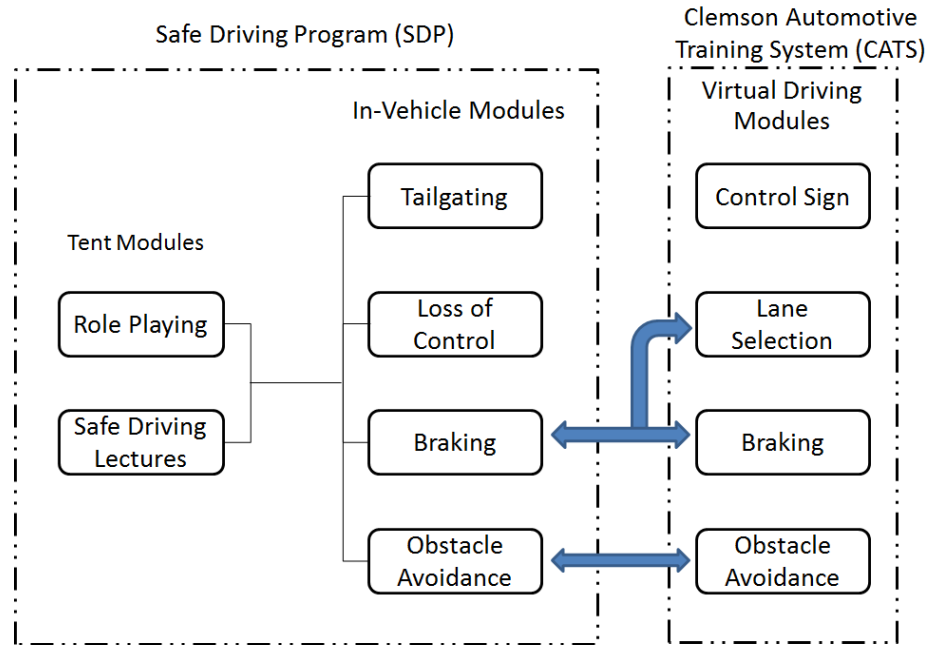 Safe Driving Program (SDP)
Clemson Automotive
Training System (CATS)
In-Vehicle Modules
Virtual Driving
Modules
Tent Modules
Role Playing
Safe Driving
Lectures
Tailgating
Loss of
Control
Braking
Obstacle
Avoidance
Control Sign
Lane
Selection
Braking
Obstacle
Avoidance